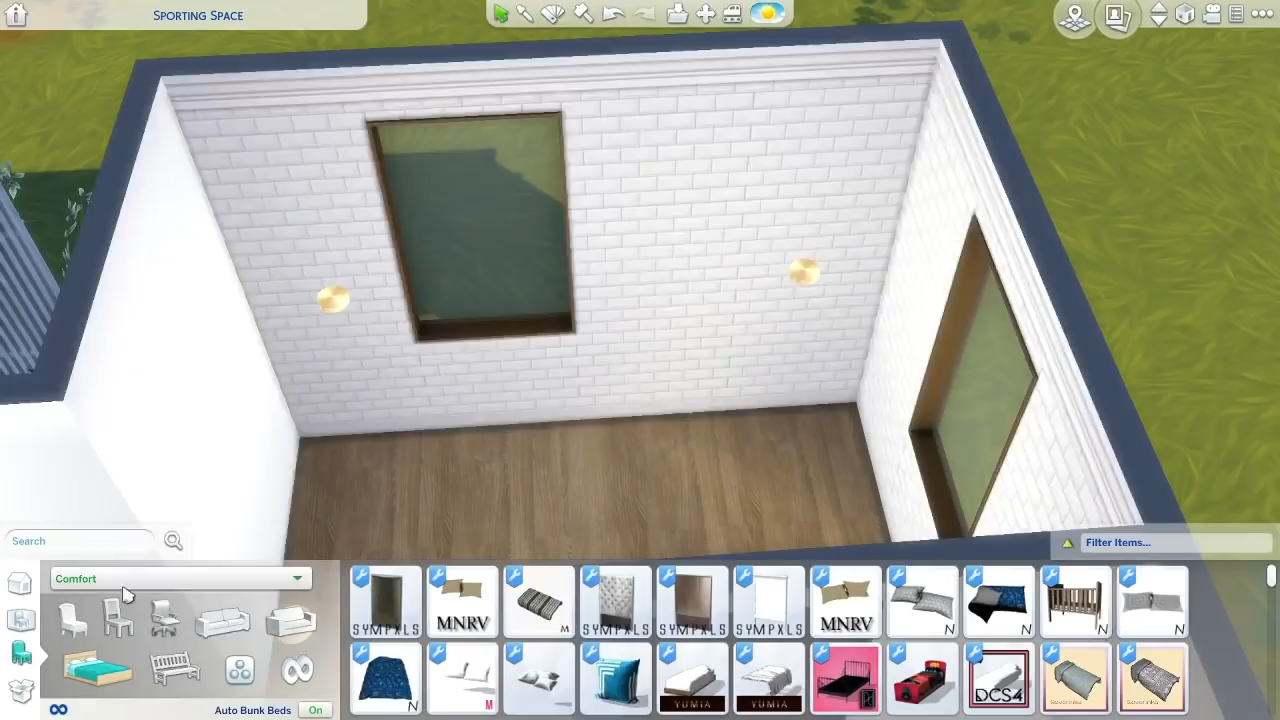 SPORTING SPACE
Search
Filter Items...
Comfort
SYMPXLS
MNRV
M
SYMPXLS
SYMPXLS
SYMPXLS
MNRV
N
N
N
N
N
M
YUMIA
YUMIA
DCS4
Auto Bunk Beds
On